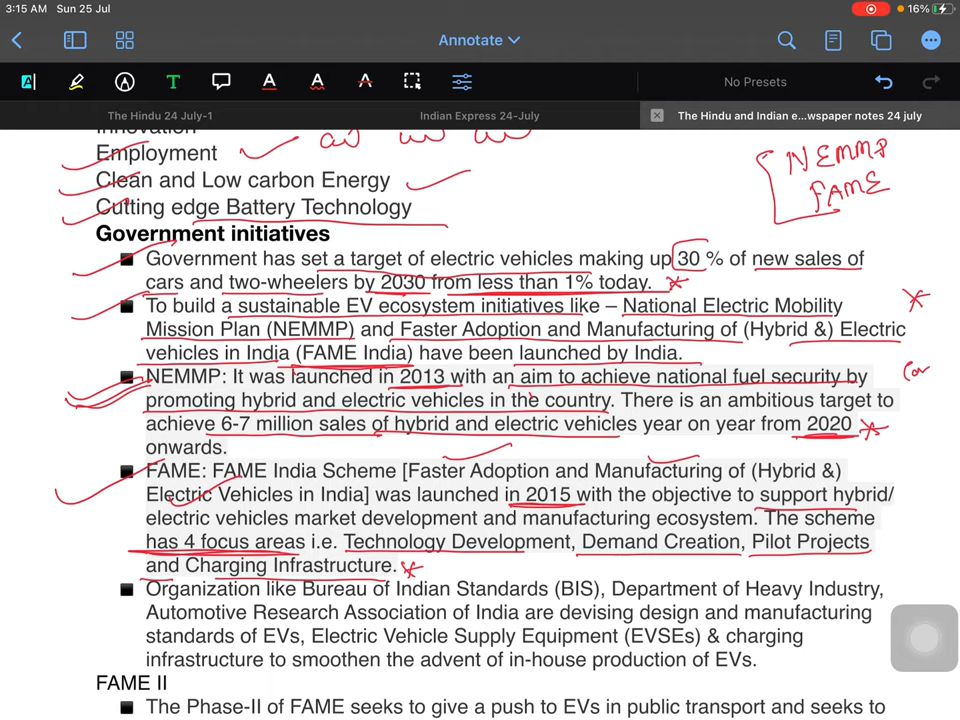 3:15 AM Sun 25 Jul
16%
Annotate
T
A
A
A
No Presets
The Hindu 24 July-1
Indian Express 24-July
The Hindu and Indian e...wspaper notes 24 july
Innovation
Employment
NEMMP
FAME
Clean and Low carbon Energy
Cutting edge Battery Technology
Government initiatives
Government has set a target of electric vehicles making up 30 % of new sales of
cars and two-wheelers by 2030 from less than 1% today.
To build a sustainable EV ecosystem initiatives like – National Electric Mobility
Mission Plan (NEMMP) and Faster Adoption and Manufacturing of (Hybrid &) Electric
vehicles in India (FAME India) have been launched by India.
NEMMP: It was launched in 2013 with an aim to achieve national fuel security by
promoting hybrid and electric vehicles in the country. There is an ambitious target to
achieve 6-7 million sales of hybrid and electric vehicles year on year from 2020
onwards.
FAME: FAME India Scheme [Faster Adoption and Manufacturing of (Hybrid &)
Electric Vehicles in India] was launched in 2015 with the objective to support hybrid/
electric vehicles market development and manufacturing ecosystem. The scheme
has 4 focus areas i.e. Technology Development, Demand Creation, Pilot Projects
and Charging Infrastructure.
Organization like Bureau of Indian Standards (BIS), Department of Heavy Industry,
Automotive Research Association of India are devising design and manufacturing
standards of EVs, Electric Vehicle Supply Equipment (EVSEs) & charging
infrastructure to smoothen the advent of in-house production of EVs.
FAME II
The Phase-II of FAME seeks to give a push to EVs in public transport and seeks to